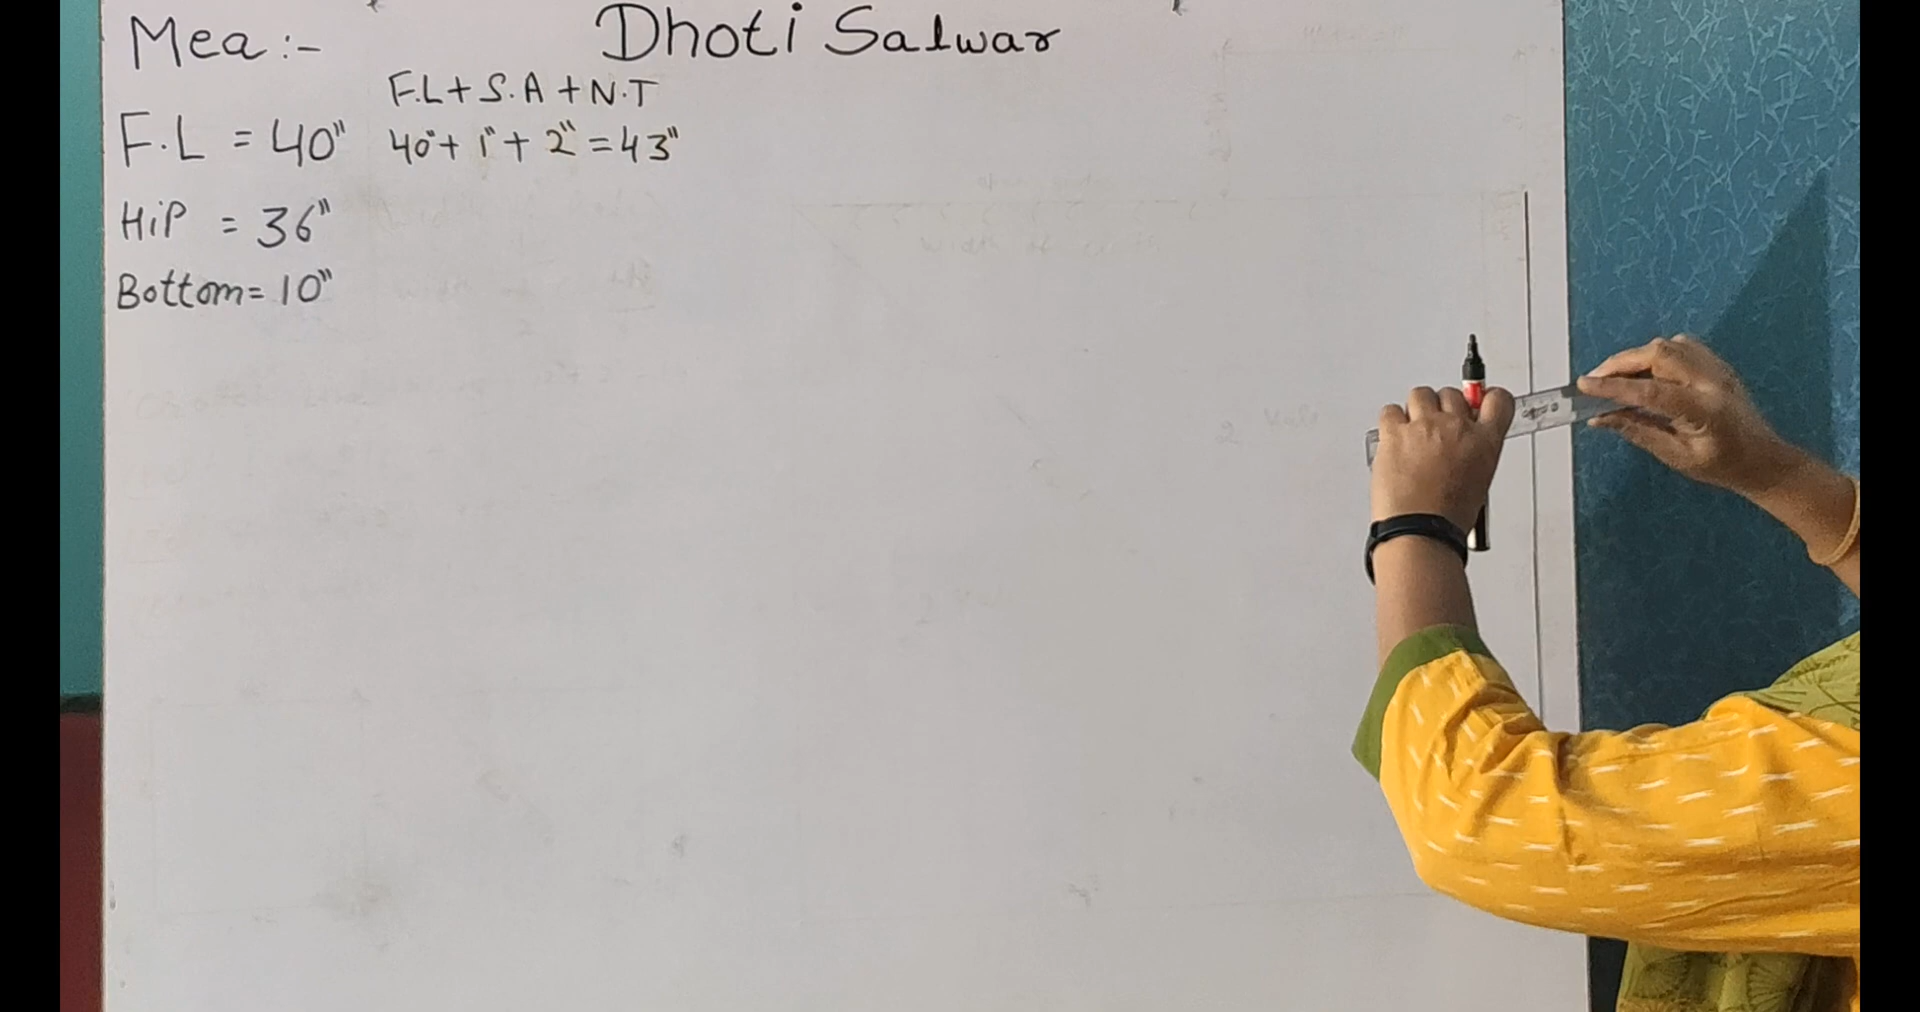 Mea :- Dhoti Salwar
F.L + S.A + N.T
F.L = 40" 40" + 1" + 2" = 43"
HiP = 36"
Bottom = 10"